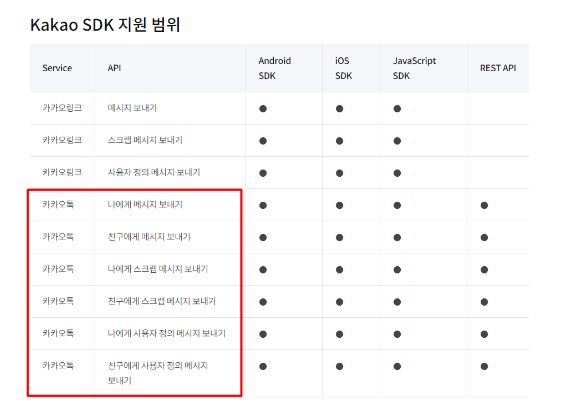 Kakao SDK 지원 범위
Service API Android SDK iOS SDK JavaScript SDK REST API
카카오링크 메시지 보내기 ● ● ●
카카오링크 스크랩 메시지 보내기 ● ● ●
카카오링크 사용자 정의 메시지 보내기 ● ● ●
카카오톡 나에게 메시지 보내기 ● ● ● ●
카카오톡 친구에게 메시지 보내기 ● ● ● ●
카카오톡 나에게 스크랩 메시지 보내기 ● ● ● ●
카카오톡 친구에게 스크랩 메시지 보내기 ● ● ● ●
카카오톡 나에게 사용자 정의 메시지 보내기 ● ● ● ●
카카오톡 친구에게 사용자 정의 메시지 ● ● ● ●
보내기